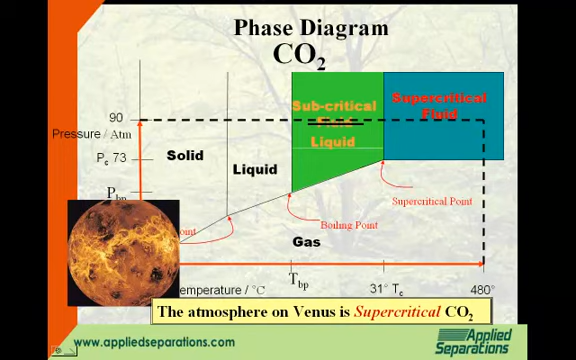 Phase Diagram
CO2
Sub-critical
Fluid
Liquid
Supercritical
Fluid
90
Pressure / Atm
Pc 73
Solid
Liquid
Pbp
Supercritical Point
Boiling Point
oint
Gas
Tbp
emperature / °C
31° Tc
480°
The atmosphere on Venus is Supercritical CO2
www.appliedseparations.com
Applied
Separations